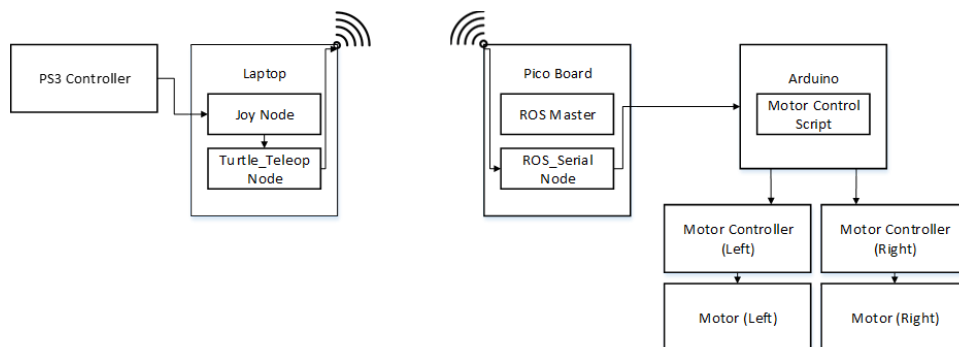 PS3 Controller
Laptop
Joy Node
Turtle_Teleop
Node
Pico Board
ROS Master
ROS_Serial
Node
Arduino
Motor Control
Script
Motor Controller
(Left)
Motor Controller
(Right)
Motor (Left)
Motor (Right)